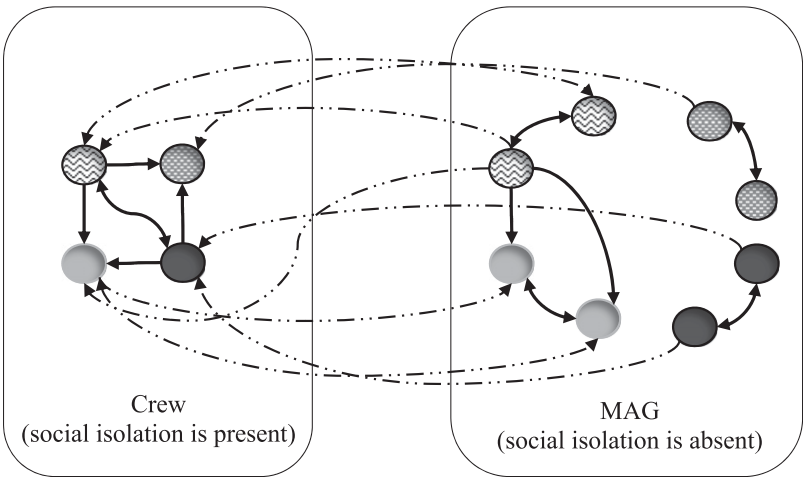 Crew
(social isolation is present)
MAG
(social isolation is absent)